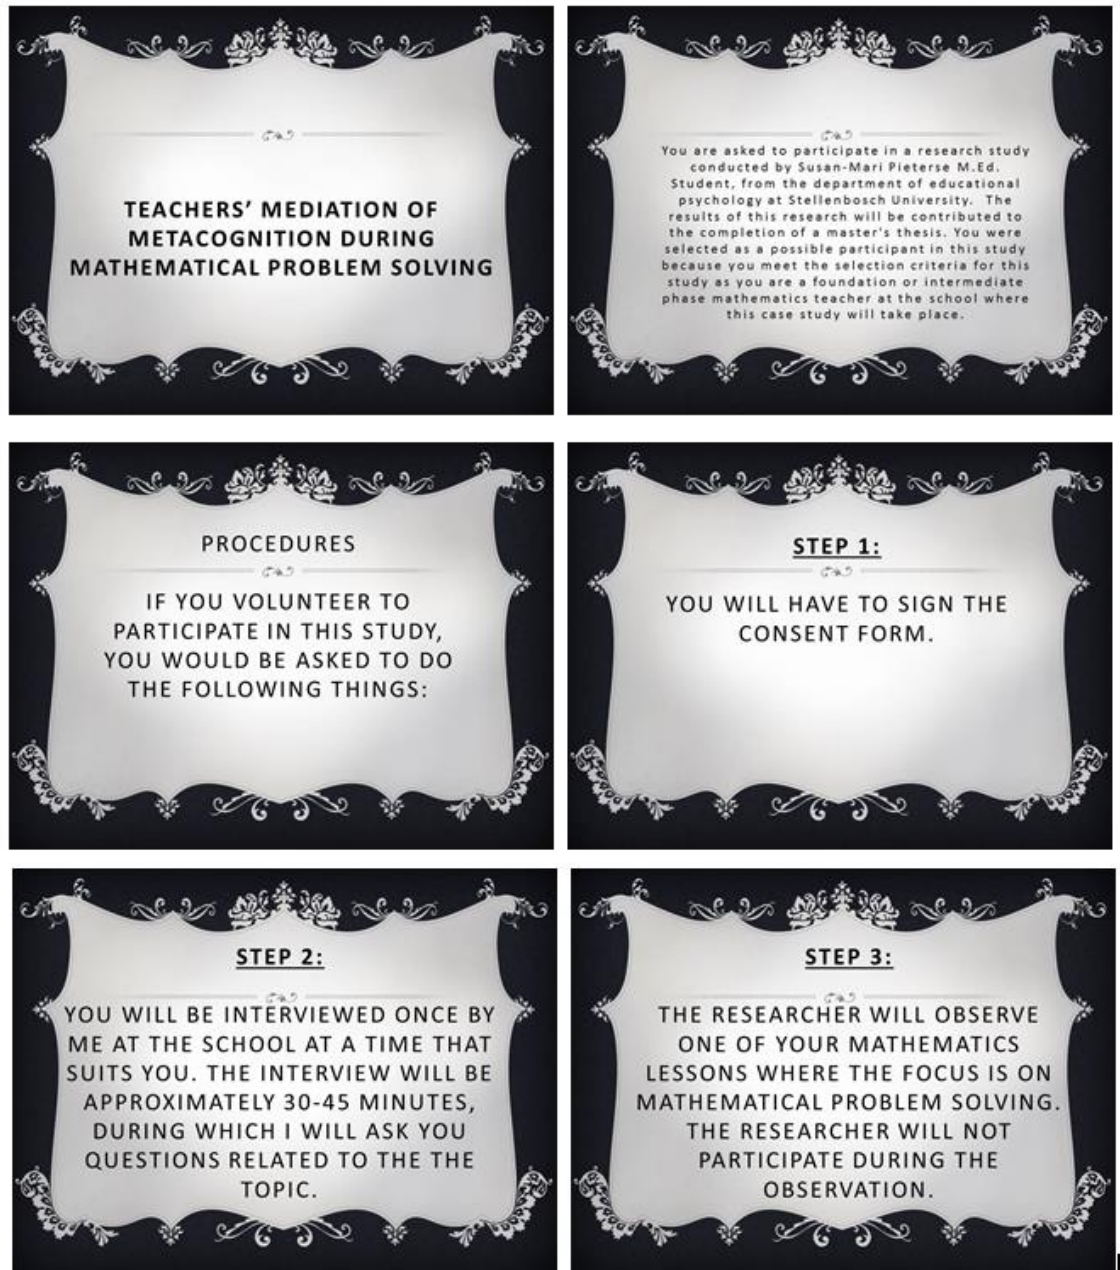 TEACHERS’ MEDIATION OF
METACOGNITION DURING
MATHEMATICAL PROBLEM SOLVING
You are asked to participate in a research study
conducted by Susan-Mari Pieterse M.Ed.
Student, from the department of educational
psychology at Stellenbosch University. The
results of this research will be contributed to
the completion of a master's thesis. You were
selected as a possible participant in this study
because you meet the selection criteria for this
study as you are a foundation or intermediate
phase mathematics teacher at the school where
this case study will take place.
PROCEDURES
IF YOU VOLUNTEER TO
PARTICIPATE IN THIS STUDY,
YOU WOULD BE ASKED TO DO
THE FOLLOWING THINGS:
STEP 1:
YOU WILL HAVE TO SIGN THE
CONSENT FORM.
STEP 2:
YOU WILL BE INTERVIEWED ONCE BY
ME AT THE SCHOOL AT A TIME THAT
SUITS YOU. THE INTERVIEW WILL BE
APPROXIMATELY 30-45 MINUTES,
DURING WHICH I WILL ASK YOU
QUESTIONS RELATED TO THE THE
TOPIC.
STEP 3:
THE RESEARCHER WILL OBSERVE
ONE OF YOUR MATHEMATICS
LESSONS WHERE THE FOCUS IS ON
MATHEMATICAL PROBLEM SOLVING.
THE RESEARCHER WILL NOT
PARTICIPATE DURING THE
OBSERVATION.